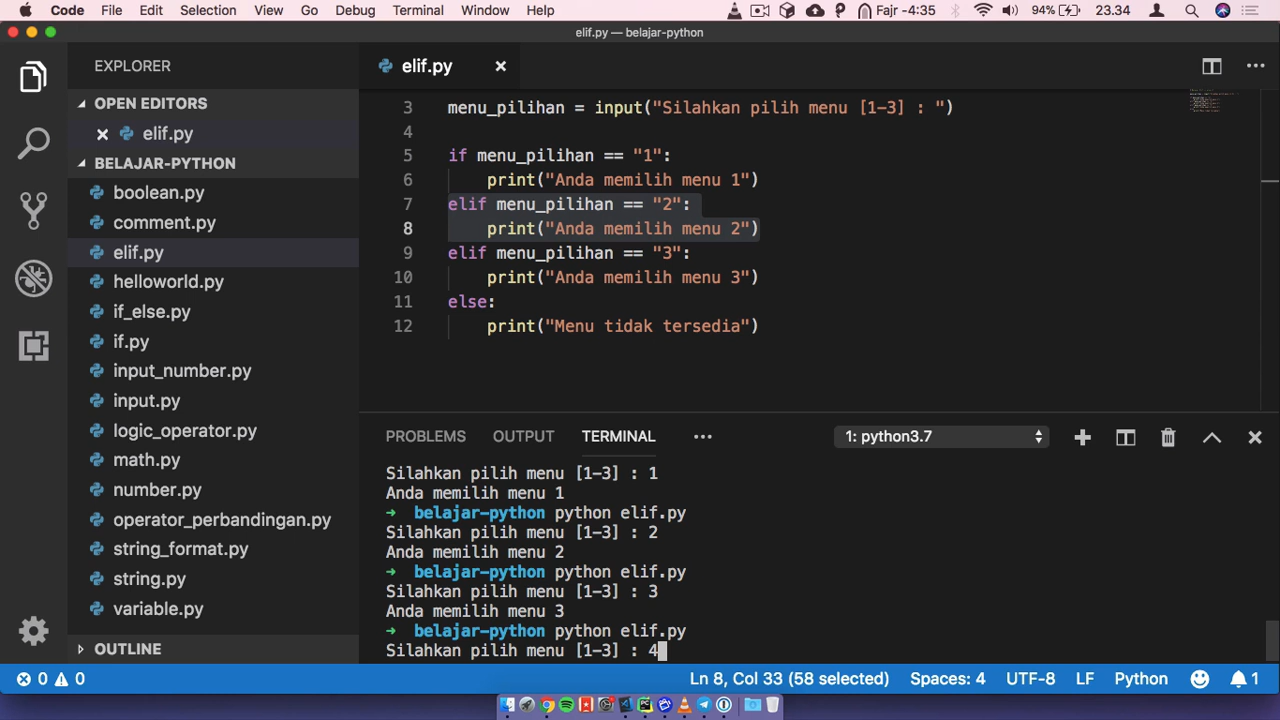 Code File Edit Selection View Go Debug Terminal Window Help Fajr -4:35 94% 23.34
elif.py — belajar-python
EXPLORER
OPEN EDITORS
elif.py
BELAJAR-PYTHON
boolean.py
comment.py
elif.py
helloworld.py
if_else.py
if.py
input_number.py
input.py
logic_operator.py
math.py
number.py
operator_perbandingan.py
string_format.py
string.py
variable.py
OUTLINE
elif.py
3 menu_pilihan = input("Silahkan pilih menu [1-3] : ")
4
5 if menu_pilihan == "1":
6 print("Anda memilih menu 1")
7 elif menu_pilihan == "2":
8 print("Anda memilih menu 2")
9 elif menu_pilihan == "3":
10 print("Anda memilih menu 3")
11 else:
12 print("Menu tidak tersedia")
PROBLEMS OUTPUT TERMINAL ... 1: python3.7
Silahkan pilih menu [1-3] : 1
Anda memilih menu 1
➜ belajar-python python elif.py
Silahkan pilih menu [1-3] : 2
Anda memilih menu 2
➜ belajar-python python elif.py
Silahkan pilih menu [1-3] : 3
Anda memilih menu 3
➜ belajar-python python elif.py
Silahkan pilih menu [1-3] : 4
0 0 Ln 8, Col 33 (58 selected) Spaces: 4 UTF-8 LF Python 1